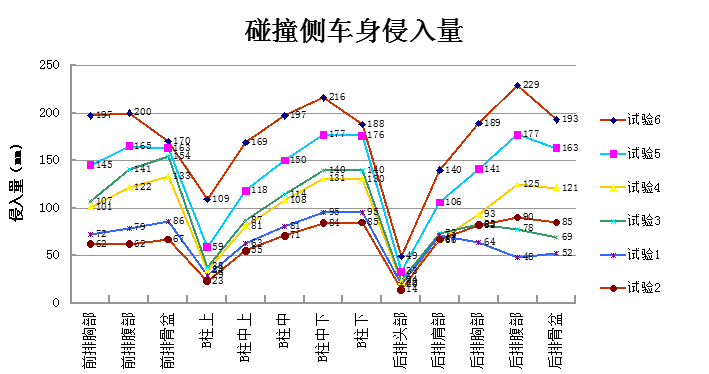 碰撞侧车身侵入量
侵入量（mm）
250
200
150
100
50
0
197 200 170 109 169 197 216 188 49 140 189 229 193
145 165 163 59 118 150 177 176 33 106 141 177 163
101 122 133 81 108 131 130 93 125 121
107 141 154 87 114 140 140 78 69
72 79 86 63 81 95 95 64 48 52
62 62 67 23 55 71 84 85 14 90 85
前排胸部
前排腹部
前排骨盆
B柱上
B柱中上
B柱中
B柱中下
B柱下
后排头部
后排肩部
后排胸部
后排腹部
后排骨盆
试验6
试验5
试验4
试验3
试验1
试验2